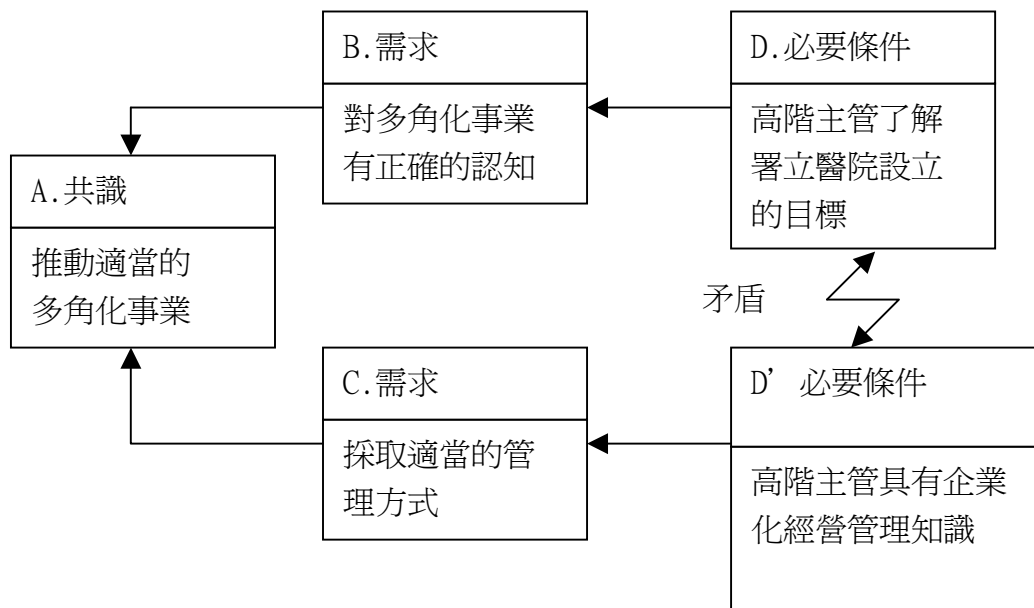 B.需求
對多角化事業
有正確的認知
D.必要條件
高階主管了解
署立醫院設立
的目標
A.共識
推動適當的
多角化事業
矛盾
C.需求
採取適當的管
理方式
D’必要條件
高階主管具有企業
化經營管理知識